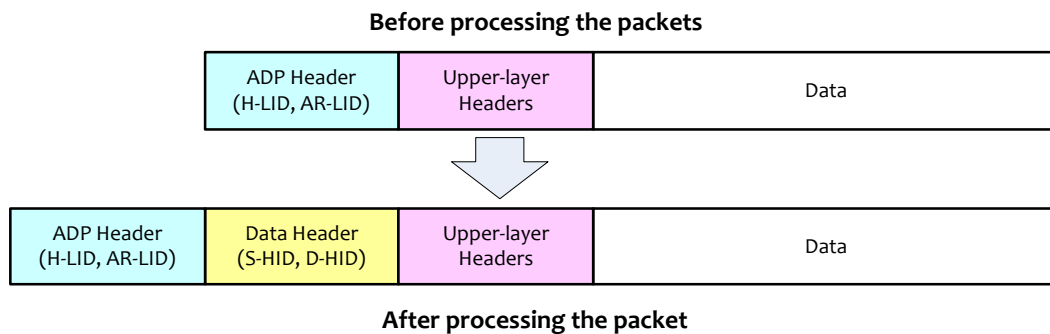 Before processing the packets
ADP Header
(H-LID, AR-LID)
Upper-layer
Headers
Data
ADP Header
(H-LID, AR-LID)
Data Header
(S-HID, D-HID)
Upper-layer
Headers
Data
After processing the packet